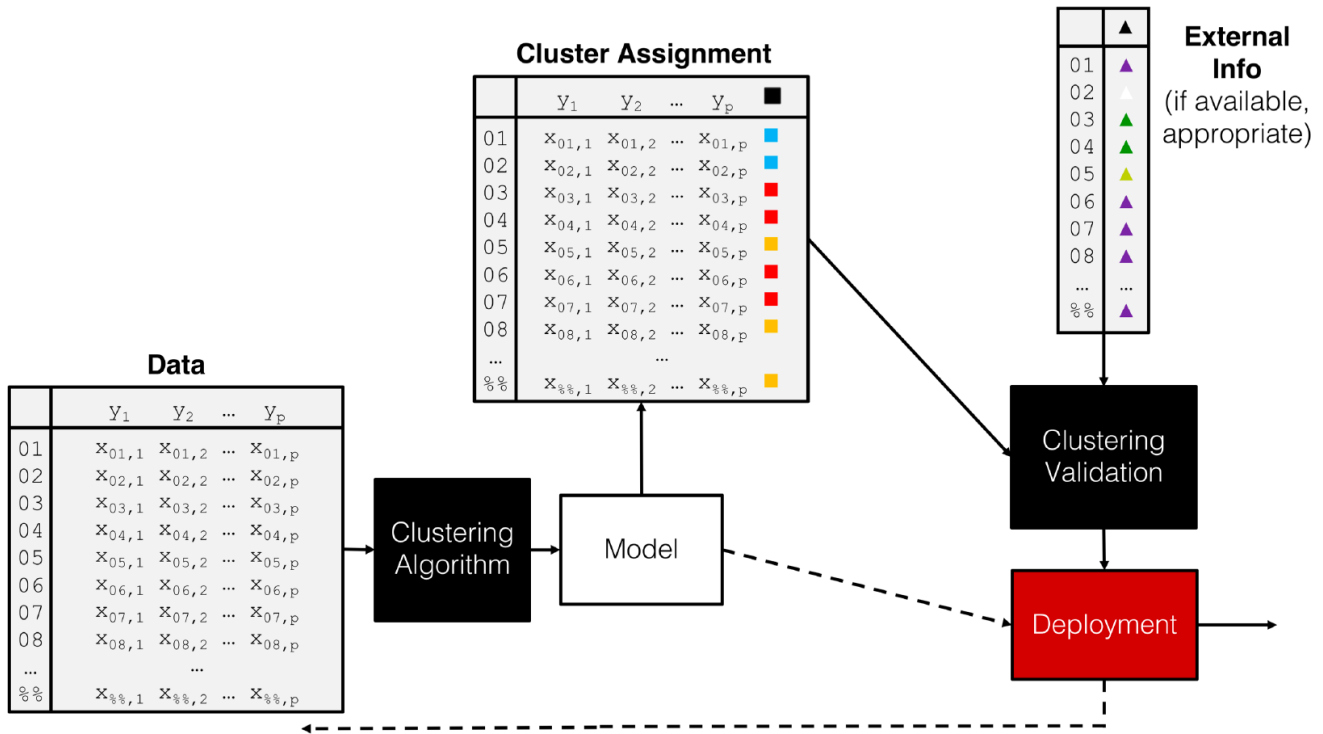 Cluster Assignment
y1 y2 … yp
01 x01,1 x01,2 … x01,p
02 x02,1 x02,2 … x02,p
03 x03,1 x03,2 … x03,p
04 x04,1 x04,2 … x04,p
05 x05,1 x05,2 … x05,p
06 x06,1 x06,2 … x06,p
07 x07,1 x07,2 … x07,p
08 x08,1 x08,2 … x08,p
… …
%% x%%,1 x%%,2 … x%%,p
External
Info
(if available,
appropriate)
01
02
03
04
05
06
07
08
… …
%%
Data
y1 y2 … yp
01 x01,1 x01,2 … x01,p
02 x02,1 x02,2 … x02,p
03 x03,1 x03,2 … x03,p
04 x04,1 x04,2 … x04,p
05 x05,1 x05,2 … x05,p
06 x06,1 x06,2 … x06,p
07 x07,1 x07,2 … x07,p
08 x08,1 x08,2 … x08,p
… …
%% x%%,1 x%%,2 … x%%,p
Clustering
Algorithm
Model
Clustering
Validation
Deployment